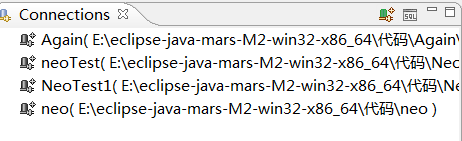 Connections
Again( E:\eclipse-java-mars-M2-win32-x86_64\代码\Again\
neoTest( E:\eclipse-java-mars-M2-win32-x86_64\代码\Neo
NeoTest1( E:\eclipse-java-mars-M2-win32-x86_64\代码\Ne
neo( E:\eclipse-java-mars-M2-win32-x86_64\代码\neo )